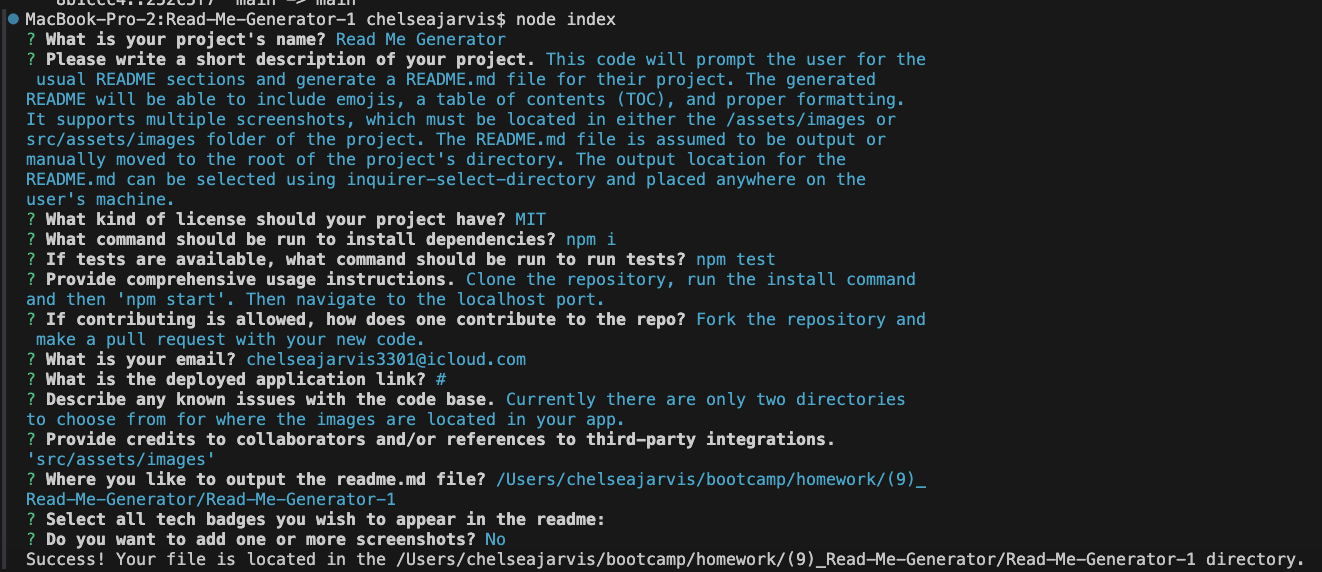 8b1ccc4..252c5f7  main -> main
MacBook-Pro-2:Read-Me-Generator-1 chelseajarvis$ node index
? What is your project's name? Read Me Generator
? Please write a short description of your project. This code will prompt the user for the
usual README sections and generate a README.md file for their project. The generated
README will be able to include emojis, a table of contents (TOC), and proper formatting.
It supports multiple screenshots, which must be located in either the /assets/images or
src/assets/images folder of the project. The README.md file is assumed to be output or
manually moved to the root of the project's directory. The output location for the
README.md can be selected using inquirer-select-directory and placed anywhere on the
user's machine.
? What kind of license should your project have? MIT
? What command should be run to install dependencies? npm i
? If tests are available, what command should be run to run tests? npm test
? Provide comprehensive usage instructions. Clone the repository, run the install command
and then 'npm start'. Then navigate to the localhost port.
? If contributing is allowed, how does one contribute to the repo? Fork the repository and
make a pull request with your new code.
? What is your email? chelseajarvis3301@icloud.com
? What is the deployed application link? #
? Describe any known issues with the code base. Currently there are only two directories
to choose from for where the images are located in your app.
? Provide credits to collaborators and/or references to third-party integrations.
'src/assets/images'
? Where you like to output the readme.md file? /Users/chelseajarvis/bootcamp/homework/(9)_
Read-Me-Generator/Read-Me-Generator-1
? Select all tech badges you wish to appear in the readme:
? Do you want to add one or more screenshots? No
Success! Your file is located in the /Users/chelseajarvis/bootcamp/homework/(9)_Read-Me-Generator/Read-Me-Generator-1 directory.